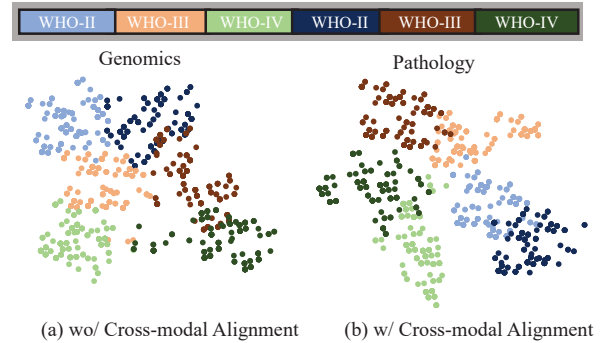 WHO-II WHO-III WHO-IV WHO-II WHO-III WHO-IV
Genomics Pathology
(a) wo/ Cross-modal Alignment (b) w/ Cross-modal Alignment